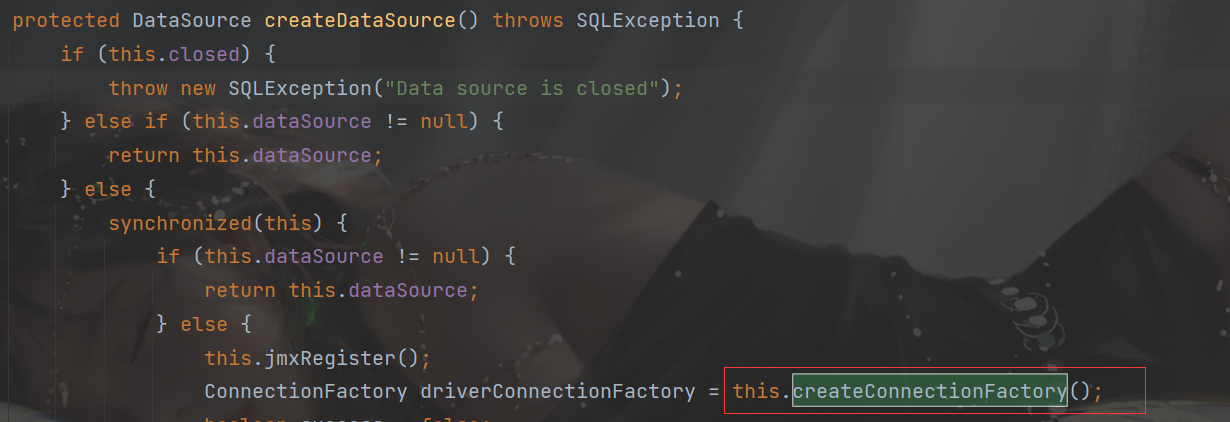 protected DataSource createDataSource() throws SQLException {
if (this.closed) {
throw new SQLException("Data source is closed");
} else if (this.dataSource != null) {
return this.dataSource;
} else {
synchronized(this) {
if (this.dataSource != null) {
return this.dataSource;
} else {
this.jmxRegister();
ConnectionFactory driverConnectionFactory = this.createConnectionFactory();